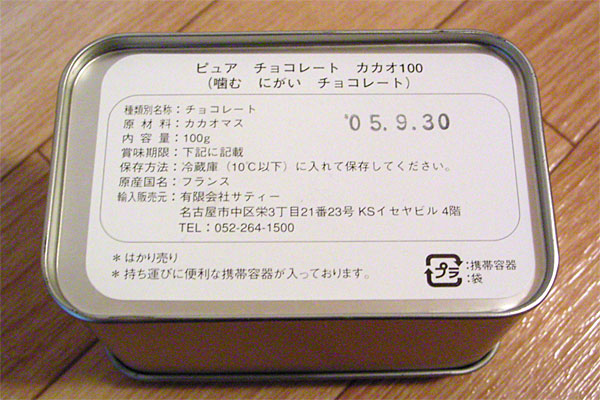 ピュア チョコレート カカオ100
(噛む にがい チョコレート)
種類別名称：チョコレート
原材料：カカオマス
'05.9.30
内容量：100g
賞味期限：下記に記載
保存方法：冷蔵庫(10℃以下)に入れて保存してください。
原産国名：フランス
輸入販売元：有限会社サティー
名古屋市中区栄3丁目21番23号 KSイセヤビル 4階
TEL：052-264-1500
＊はかり売り
＊持ち運びに便利な携帯容器が入っております。
プラ
：携帯容器
：袋